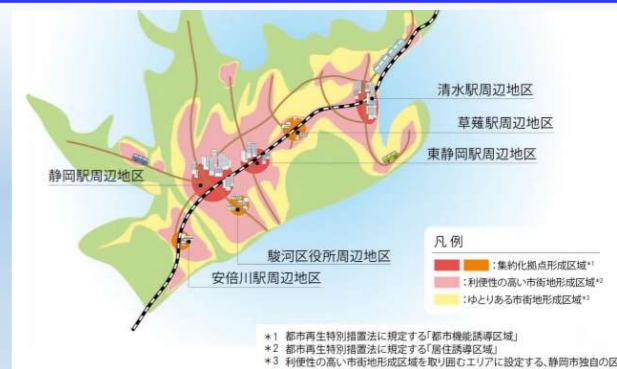 清水駅周辺地区
草薙駅周辺地区
東静岡駅周辺地区
静岡駅周辺地区
駿河区役所周辺地区
安倍川駅周辺地区
凡例
：集約化拠点形成区域*1
：利便性の高い市街地形成区域*2
：ゆとりある市街地形成区域*3
*1 都市再生特別措置法に規定する「都市機能誘導区域」
*2 都市再生特別措置法に規定する「居住誘導区域」
*3 利便性の高い市街地形成区域を取り囲むエリアに設定する、静岡市独自の区